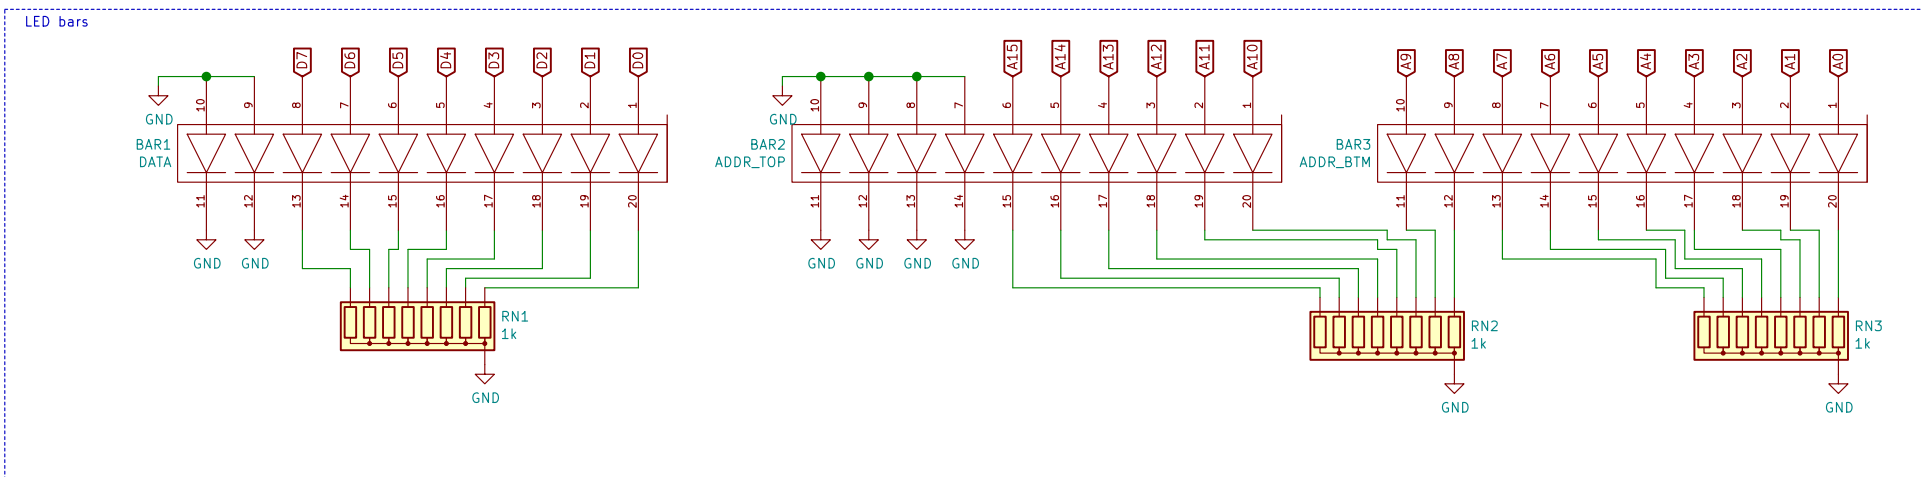 LED bars
D7 D6 D5 D4 D3 D2 D1 D0 A15 A14 A13 A12 A11 A10 A9 A8 A7 A6 A5 A4 A3 A2 A1 A0
10 9 8 7 6 5 4 3 2 1 10 9 8 7 6 5 4 3 2 1 10 9 8 7 6 5 4 3 2 1
GND GND
BAR1 BAR2 BAR3
DATA ADDR_TOP ADDR_BTM
11 12 13 14 15 16 17 18 19 20 11 12 13 14 15 16 17 18 19 20 11 12 13 14 15 16 17 18 19 20
GND GND GND GND GND GND
RN1 RN2 RN3
1k 1k 1k
GND GND GND